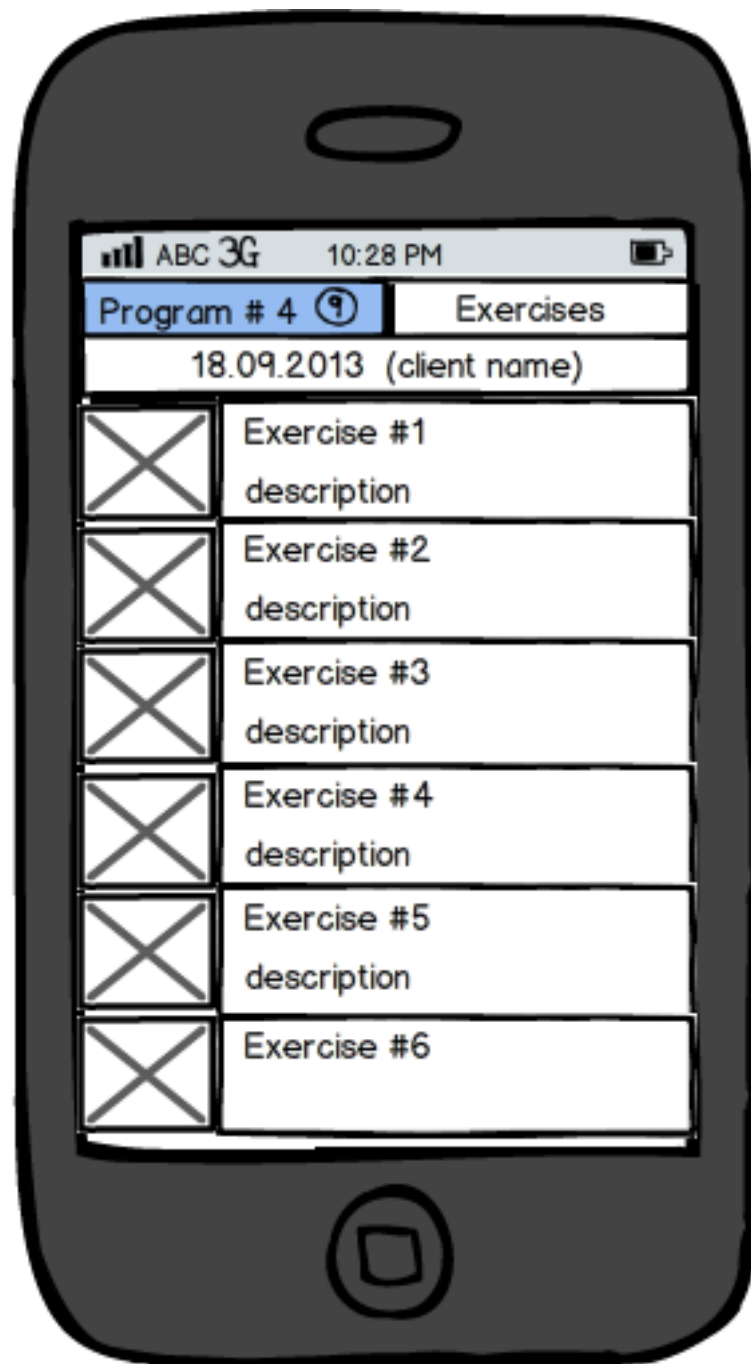 ABC 3G 10:28 PM
Program # 4 9 Exercises
18.09.2013 (client name)
Exercise #1
description
Exercise #2
description
Exercise #3
description
Exercise #4
description
Exercise #5
description
Exercise #6